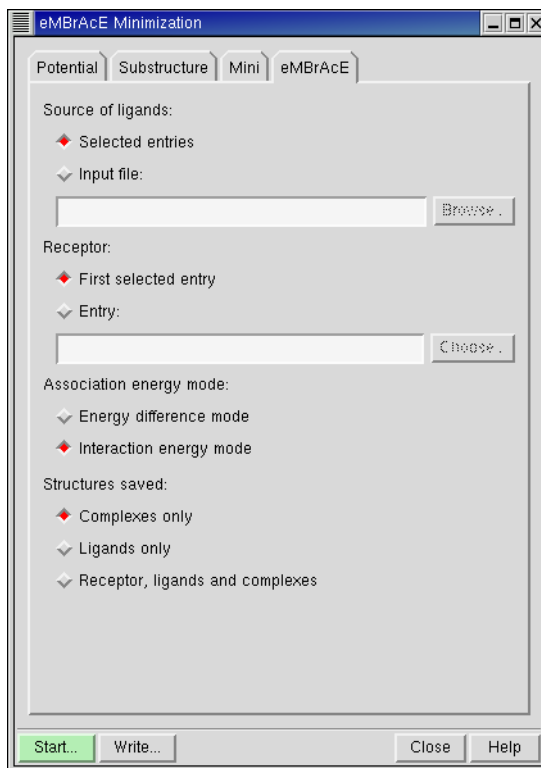 eMBrAcE Minimization
Potential Substructure Mini eMBrAcE
Source of ligands:
Selected entries
Input file:
Browse .
Receptor:
First selected entry
Entry:
Choose .
Association energy mode:
Energy difference mode
Interaction energy mode
Structures saved:
Complexes only
Ligands only
Receptor, ligands and complexes
Start... Write... Close Help